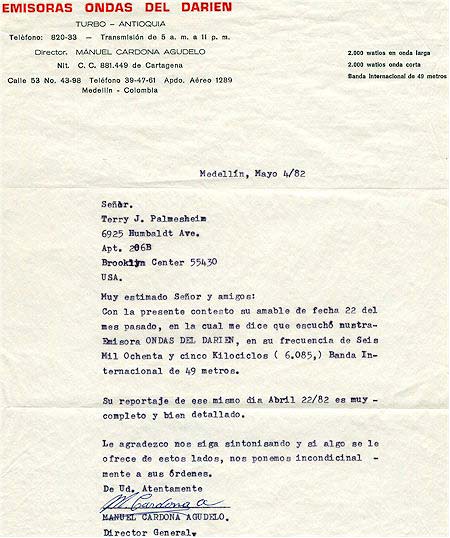 EMISORAS ONDAS DEL DARIEN
TURBO – ANTIOQUIA
Teléfono: 820-33 — Transmisión de 5 a. m. a 11 p. m.
Director: MANUEL CARDONA AGUDELO
Nit. C. C. 881.449 de Cartagena
Calle 53 No. 43-98 Teléfono 39-47-61 Apdo. Aéreo 1289
Medellín - Colombia
2.000 watios en onda larga
2.000 watios onda corta
Banda internacional de 49 metros
Medellín, Mayo 4/82
Señor.
Terry J. Palmesheim
6925 Humbaldt Ave.
Apt. 206B
Brooklyn Center 55430
USA.
Muy estimado Señor y amigos:
Con la presente contesto su amable de fecha 22 del
mes pasado, en la cual me dice que escuchó nustra-
Emisora ONDAS DEL DARIEN, en su frecuencia de Seis
Mil Ochenta y cinco Kilociclos ( 6.085,) Banda In-
ternacional de 49 metros.
Su reportaje de ese mismo dia Abril 22/82 es muy -
completo y bien detallado.
Le agradezco nos siga sintonisando y si algo se le
ofrece de estos lados, nos ponemos incondicinal -
mente a sus órdenes.
De Ud. Atentamente
M. Cardona A
MANUEL CARDONA AGUDELO.
Director General.